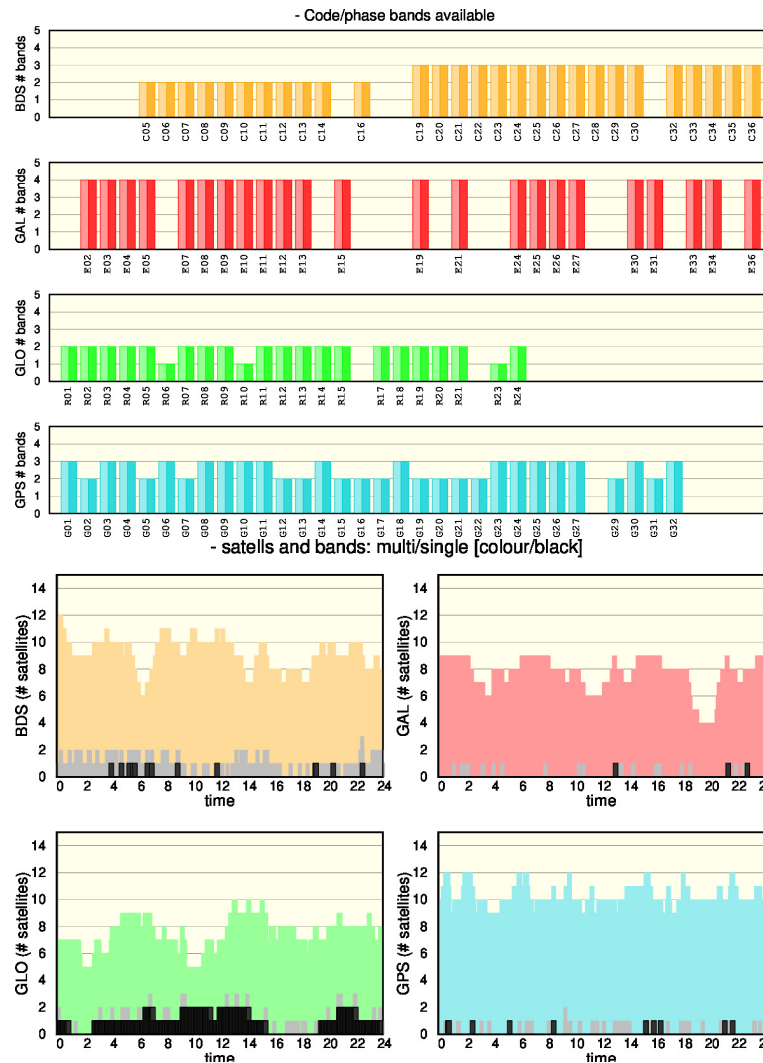 - Code/phase bands available
BDS # bands
5
4
3
2
1
0
C05 C06 C07 C08 C09 C10 C11 C12 C13 C14 C16 C19 C20 C21 C22 C23 C24 C25 C26 C27 C28 C29 C30 C32 C33 C34 C35 C36
GAL # bands
5
4
3
2
1
0
E02 E03 E04 E05 E07 E08 E09 E10 E11 E12 E13 E15 E19 E21 E24 E25 E26 E27 E30 E31 E33 E34 E36
GLO # bands
5
4
3
2
1
0
R01 R02 R03 R04 R05 R06 R07 R08 R09 R10 R11 R12 R13 R14 R15 R17 R18 R19 R20 R21 R23 R24
GPS # bands
5
4
3
2
1
0
G01 G02 G03 G04 G05 G06 G07 G08 G09 G10 G11 G12 G13 G14 G15 G16 G17 G18 G19 G20 G21 G22 G23 G24 G25 G26 G27 G29 G30 G31 G32
- satells and bands: multi/single [colour/black]
BDS (# satellites)
14
12
10
8
6
4
2
0
0 2 4 6 8 10 12 14 16 18 20 22 24
time
GAL (# satellites)
14
12
10
8
6
4
2
0
0 2 4 6 8 10 12 14 16 18 20 22 24
time
GLO (# satellites)
14
12
10
8
6
4
2
0
0 2 4 6 8 10 12 14 16 18 20 22 24
time
GPS (# satellites)
14
12
10
8
6
4
2
0
0 2 4 6 8 10 12 14 16 18 20 22 24
time